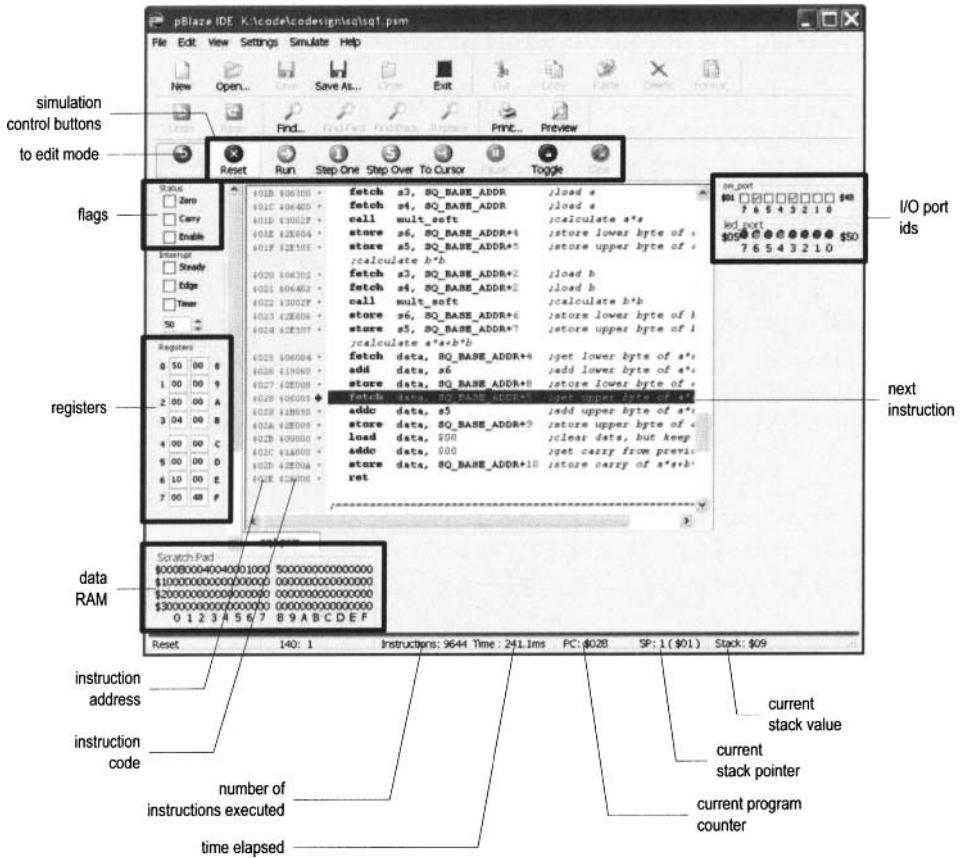 pBlaze IDE K:\code\codesign\sq\sq1.psm
File Edit View Settings Simulate Help
New Open... Save Save As... Close Exit Cut Copy Paste Delete Format
Undo Redo Find... Find First Find Back Replace Print... Preview
simulation
control buttons
to edit mode
Reset Run Step One Step Over To Cursor Pause Toggle Clear
flags
Status
Zero
Carry
Enable
Interrupt
Steady
Edge
Timer
50
registers
Registers
0 50 00 8
1 00 00 9
2 00 00 A
3 04 00 B
4 00 00 C
5 00 00 D
6 10 00 E
7 00 48 F
fetch s3, SQ_BASE_ADDR ;load a
fetch s4, SQ_BASE_ADDR ;load a
call mult_soft ;calculate a*a
store s6, SQ_BASE_ADDR+4 ;store lower byte of
store s5, SQ_BASE_ADDR+5 ;store upper byte of
;calculate b*b
fetch s3, SQ_BASE_ADDR+2 ;load b
fetch s4, SQ_BASE_ADDR+2 ;load b
call mult_soft ;calculate b*b
store s6, SQ_BASE_ADDR+6 ;store lower byte of
store s5, SQ_BASE_ADDR+7 ;store upper byte of
;calculate a*a+b*b
fetch data, SQ_BASE_ADDR+4 ;get lower byte of a*
add data, s6 ;add lower byte of
store data, SQ_BASE_ADDR+8 ;store lower byte of
fetch data, SQ_BASE_ADDR+5 ;get upper byte of a*
addc data, s5 ;add upper byte of
store data, SQ_BASE_ADDR+9 ;store upper byte of
load data, $00 ;clear data, but keep
addc data, $00 ;get carry from previo
store data, SQ_BASE_ADDR+10 ;store carry of a*a+b*
ret
sw_port
$01 $48
7 6 5 4 3 2 1 0
led_port
$05 $50
7 6 5 4 3 2 1 0
I/O port
ids
next
instruction
data
RAM
Scratch Pad
0 1 2 3 4 5 6 7 8 9 A B C D E F
Reset 140: 1 Instructions: 9644 Time : 241.1ms PC: $028 SP: 1 ( $01) Stack: $09
instruction
address
instruction
code
number of
instructions executed
time elapsed
current
stack value
current
stack pointer
current program
counter